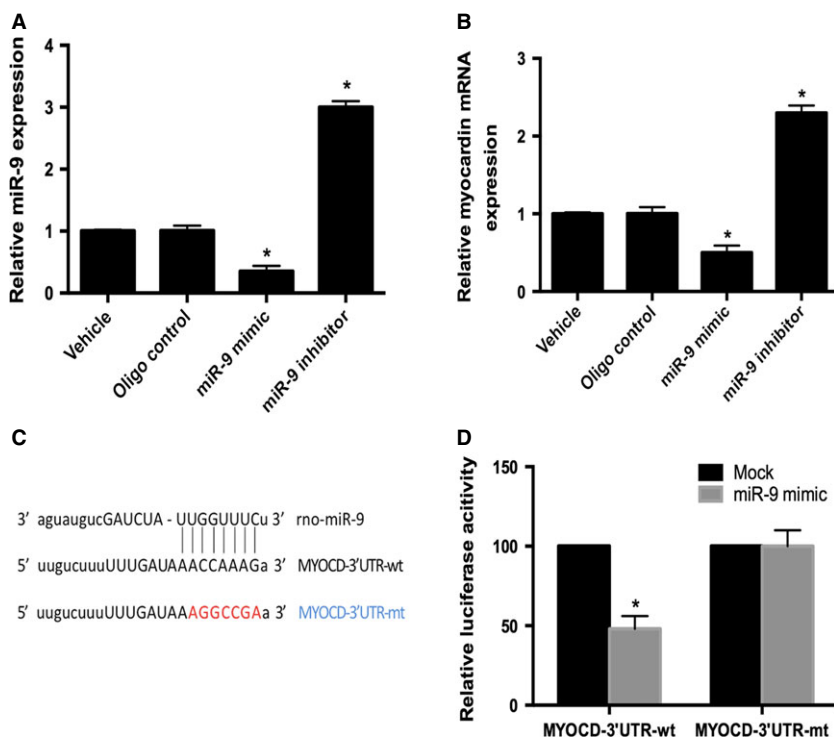 A
Relative miR-9 expression
4
3
2
1
0
Vehicle
Oligo control
miR-9 mimic
miR-9 inhibitor
*
*
B
Relative myocardin mRNA
expression
3
2
1
0
Vehicle
Oligo control
miR-9 mimic
miR-9 inhibitor
*
*
C
3′ aguaugucGAUCUA - UUGGUUUCu 3′ rno-miR-9
5′ uugucuuuUUUGAUAAACCAAAGa 3′ MYOCD-3′UTR-wt
5′ uugucuuuUUUGAUAAAGGCCGAa 3′ MYOCD-3′UTR-mt
D
Relative luciferase acitivity
150
100
50
0
Mock
miR-9 mimic
*
MYOCD-3'UTR-wt MYOCD-3'UTR-mt